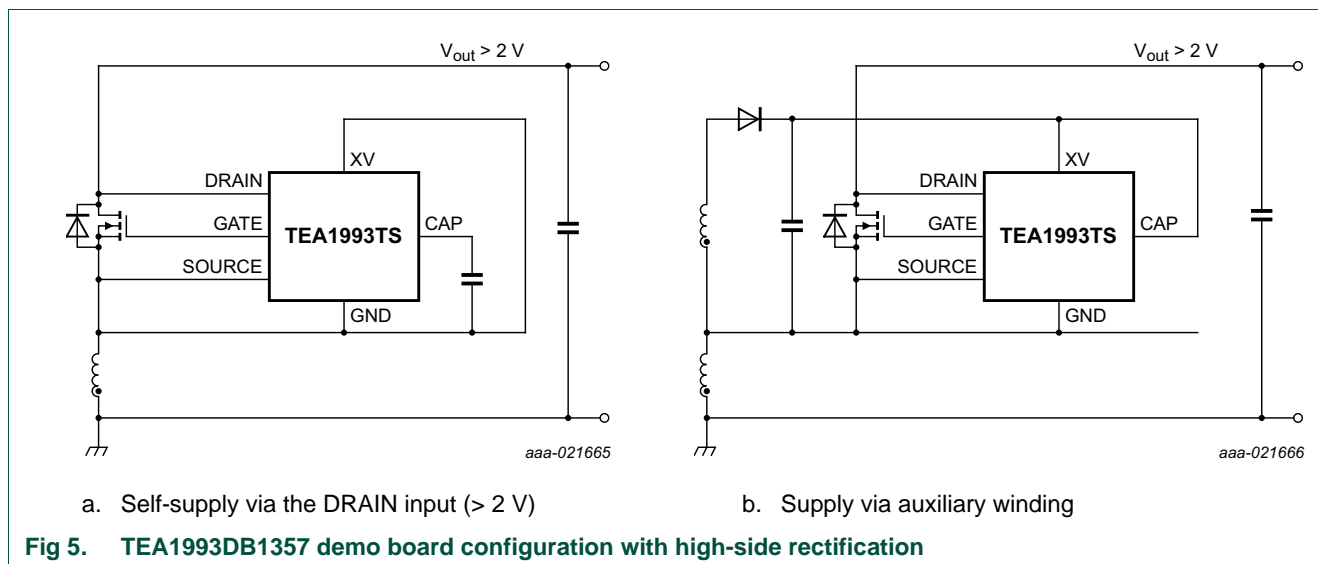 Vout > 2 V
XV
DRAIN
GATE
TEA1993TS
CAP
SOURCE
GND
aaa-021665
Vout > 2 V
XV
DRAIN
GATE
TEA1993TS
CAP
SOURCE
GND
aaa-021666
a. Self-supply via the DRAIN input (> 2 V)
b. Supply via auxiliary winding
Fig 5. TEA1993DB1357 demo board configuration with high-side rectification